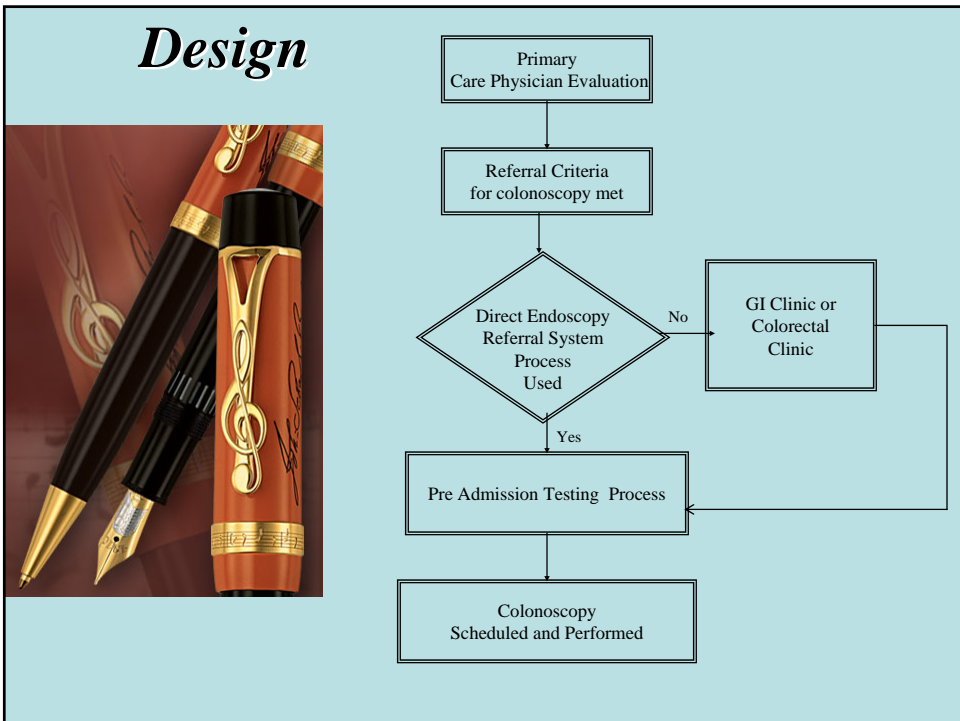 Design
Primary
Care Physician Evaluation
Referral Criteria
for colonoscopy met
Direct Endoscopy
Referral System
Process
Used
No
GI Clinic or
Colorectal
Clinic
Yes
Pre Admission Testing Process
Colonoscopy
Scheduled and Performed